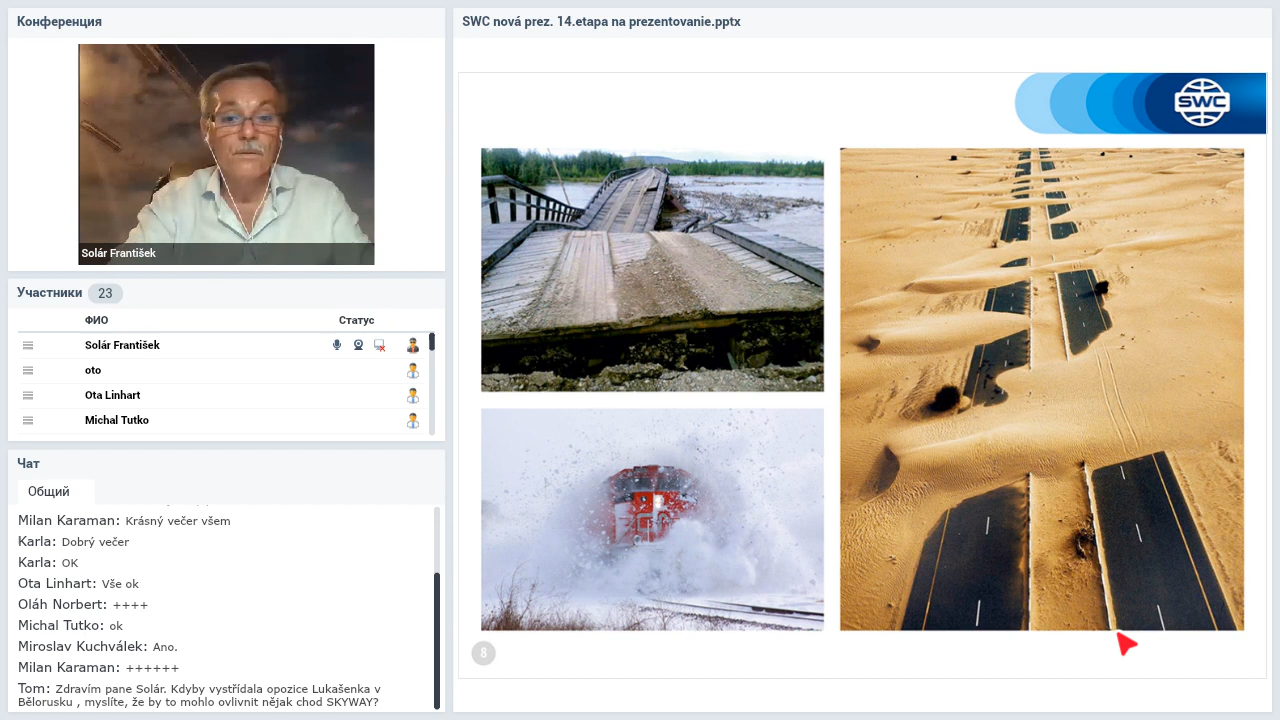 Конференция
Solár František
Участники 23
ФИО Статус
Solár František
oto
Ota Linhart
Michal Tutko
Чат
Общий
Milan Karaman: Krásný večer všem
Karla: Dobrý večer
Karla: OK
Ota Linhart: Vše ok
Oláh Norbert: ++++
Michal Tutko: ok
Miroslav Kuchválek: Ano.
Milan Karaman: ++++++
Tom: Zdravím pane Solár. Kdyby vystřídala opozice Lukašenka v
Bělorusku , myslíte, že by to mohlo ovlivnit nějak chod SKYWAY?
SWC nová prez. 14.etapa na prezentovanie.pptx
SWC
8